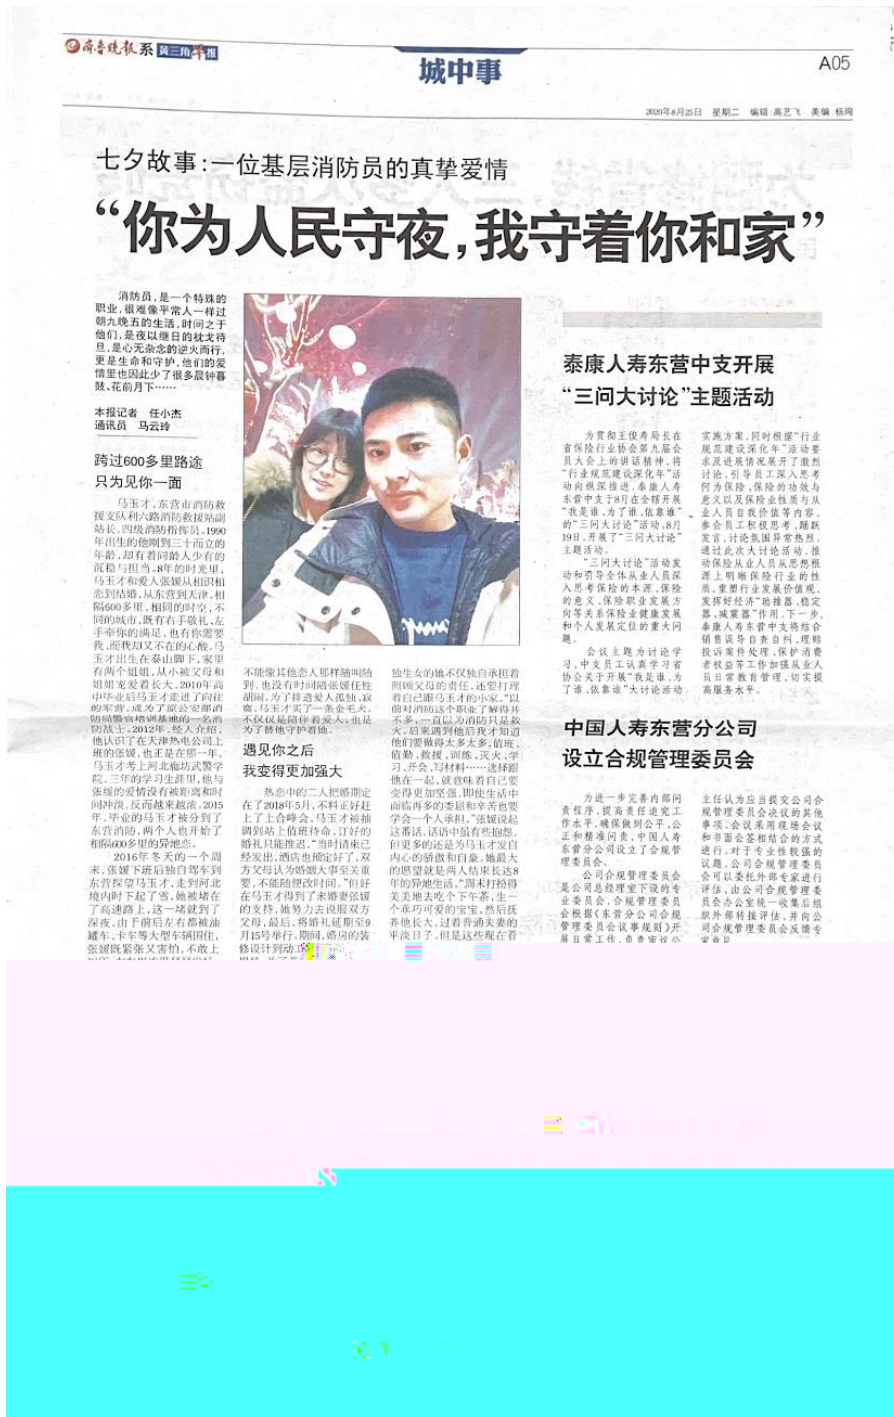 齐鲁晚报系 黄三角早报
城中事
A05
2020年8月25日 星期二 编辑:高艺飞 美编:杨珣
七夕故事:一位基层消防员的真挚爱情
“你为人民守夜,我守着你和家”
消防员,是一个特殊的
职业,很难像平常人一样过
朝九晚五的生活,时间之于
他们,是夜以继日的枕戈待
旦,是心无杂念的逆火而行,
更是生命和守护,他们的爱
情里也因此少了很多晨钟暮
鼓、花前月下……
本报记者 任小杰
通讯员 马云玲
跨过600多里路途
只为见你一面
马玉才,东营市消防救
援支队利六路消防救援站副
站长,四级消防指挥员,1990
年出生的他刚到三十而立的
年龄,却有着同龄人少有的
沉稳与担当。8年的时光里,
马玉才和爱人张媛从相识相
恋到结婚,从东营到天津,相
隔600多里,相同的时空,不
同的城市,既有右手敬礼,左
手牵你的满足,也有你需要
我,而我却又不在的心酸。马
玉才出生在泰山脚下,家里
有两个姐姐,从小被父母和
姐姐宠爱着长大。2010年高
中毕业后马玉才走进了向往
的军营,成为了原公安部消
防局警官培训基地的一名消
防战士。2012年,经人介绍,
他认识了在天津热电公司上
班的张媛,也正是在那一年,
马玉才考上河北廊坊武警学
院。三年的学习生涯里,他与
张媛的爱情没有被距离和时
间冲淡,反而越来越浓。2015
年,毕业的马玉才被分到了
东营消防,两个人也开始了
相隔600多里的异地恋。
2016年冬天的一个周
末,张媛下班后独自驾车到
东营探望马玉才,走到河北
境内时下起了雪,她被堵在
了高速路上,这一堵就到了
深夜。由于前后左右都被油
罐车、卡车等大型车辆围住,
张媛既紧张又害怕,不敢上
不能像其他恋人那样随叫随
到,也没有时间陪张媛任性
胡闹,为了排遣爱人孤独、寂
寞,马玉才买了一条金毛犬,
不仅仅是陪伴着爱人,也是
为了替他守护着她。
遇见你之后
我变得更加强大
热恋中的二人把婚期定
在了2018年5月,不料正好赶
上了上合峰会,马玉才被抽
调到站上值班待命,订好的
婚礼只能推迟。“当时请柬已
经发出,酒店也预定好了,双
方父母认为婚姻大事至关重
要,不能随便改时间。”但好
在马玉才得到了未婚妻张媛
的支持,她努力去说服双方
父母,最后,将婚礼延期至9
月15号举行。期间,婚房的装
修设计到动工
独生女的她不仅独自承担着
照顾父母的责任,还要打理
着自己跟马玉才的小家。“以
前对消防这个职业了解得并
不多,一直以为消防只是救
火,后来遇到他后我才知道
他们要做得太多太多:值班、
值勤、救援、训练、灭火、学
习、开会、写材料……选择跟
他在一起,就意味着自己要
变得更加坚强,即使生活中
面临再多的委屈和辛苦也要
学会一个人承担。”张媛说起
这番话,话语中虽有些抱怨,
但更多的还是为马玉才发自
内心的骄傲和自豪,她最大
的愿望就是两人结束长达8
年的异地生活。“周末打扮得
美美地去吃个下午茶,生一
个乖巧可爱的宝宝,然后抚
养他长大,过着普通夫妻的
平淡日子。但是这些现在看
泰康人寿东营中支开展
“三问大讨论”主题活动
为贯彻王俊寿局长在
省保险行业协会第九届会
员大会上的讲话精神,将
“行业规范建设深化年”活
动向纵深推进,泰康人寿
东营中支于8月在全辖开展
“我是谁,为了谁,依靠谁”
的“三问大讨论”活动,8月
19日,开展了“三问大讨论”
主题活动。
“三问大讨论”活动发
动和引导全体从业人员深
入思考保险的本源、保险
的意义、保险职业发展方
向等关系保险业健康发展
和个人发展定位的重大问
题。
会议主题为讨论学
习,中支员工认真学习省
协会关于开展“我是谁,为
了谁,依靠谁”大讨论活动
实施方案,同时根据“行业
规范建设深化年”活动要
求及进展情况展开了激烈
讨论,引导员工深入思考
何为保险,保险的功效与
意义以及保险业性质与从
业人员自我价值等内容。
参会员工积极思考,踊跃
发言,讨论氛围异常热烈。
通过此次大讨论活动,推
动保险从业人员从思想根
源上明晰保险行业的性
质,重塑行业发展价值观,
发挥好经济“助推器、稳定
器、减震器”作用。下一步,
泰康人寿东营中支将结合
销售误导自查自纠、理赔
投诉案件处理、保护消费
者权益等工作加强从业人
员日常教育管理,切实提
高服务水平。
中国人寿东营分公司
设立合规管理委员会
为进一步完善内部问
责程序,提高责任追究工
作水平,确保做到公平、公
正和精准问责,中国人寿
东营分公司设立了合规管
理委员会。
公司合规管理委员会
是公司总经理室下设的专
业委员会,合规管理委员
会根据《东营分公司合规
管理委员会议事规则》开
展日常工作,负责审议公
主任认为应当提交公司合
规管理委员会决议的其他
事项。会议采用现场会议
和书面会签相结合的方式
进行,对于专业性较强的
议题,公司合规管理委员
会可以委托外部专家进行
评估,由公司合规管理委
员会办公室统一收集后组
织外部转接评估,并向公
司合规管理委员会反馈专
家意见。